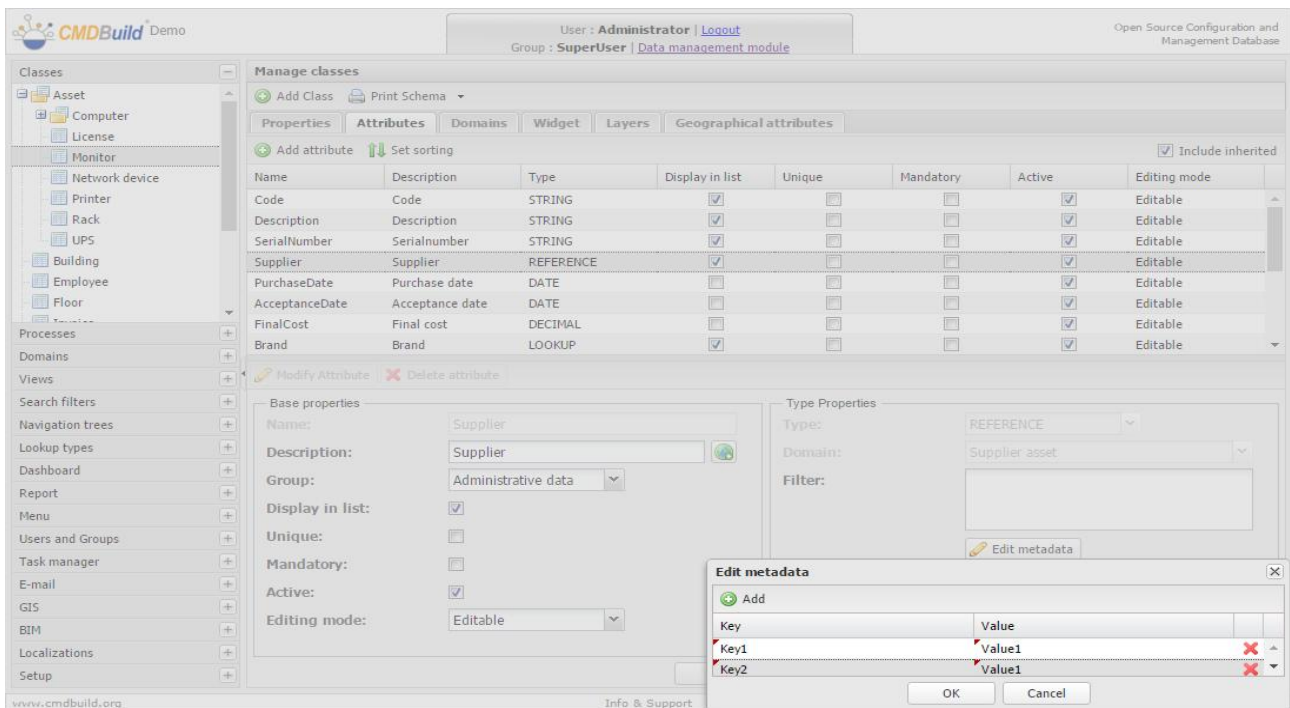 CMDBuild Demo
User : Administrator | Logout
Group : SuperUser | Data management module
Open Source Configuration and
Management Database
Classes
Asset
Computer
License
Monitor
Network device
Printer
Rack
UPS
Building
Employee
Floor
Invoice
Processes
Domains
Views
Search filters
Navigation trees
Lookup types
Dashboard
Report
Menu
Users and Groups
Task manager
E-mail
GIS
BIM
Localizations
Setup
Manage classes
Add Class Print Schema
Properties Attributes Domains Widget Layers Geographical attributes
Add attribute Set sorting Include inherited
Name Description Type Display in list Unique Mandatory Active Editing mode
Code Code STRING Editable
Description Description STRING Editable
SerialNumber Serialnumber STRING Editable
Supplier Supplier REFERENCE Editable
PurchaseDate Purchase date DATE Editable
AcceptanceDate Acceptance date DATE Editable
FinalCost Final cost DECIMAL Editable
Brand Brand LOOKUP Editable
Modify Attribute Delete attribute
Base properties
Name: Supplier
Description: Supplier
Group: Administrative data
Display in list:
Unique:
Mandatory:
Active:
Editing mode: Editable
Type Properties
Type: REFERENCE
Domain: Supplier asset
Filter:
Edit metadata
Edit metadata
Add
Key Value
Key1 Value1
Key2 Value1
OK Cancel
www.cmdbuild.org Info & Support